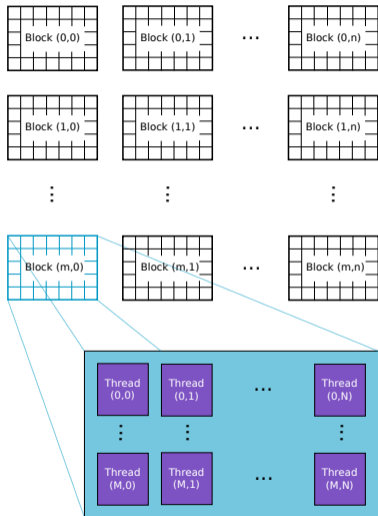 Block (0,0) Block (0,1) ... Block (0,n)
Block (1,0) Block (1,1) ... Block (1,n)
⋮ ⋮ ⋮
Block (m,0) Block (m,1) ... Block (m,n)
Thread Thread ... Thread
(0,0) (0,1) (0,N)
⋮ ⋮ ⋮
Thread Thread ... Thread
(M,0) (M,1) (M,N)